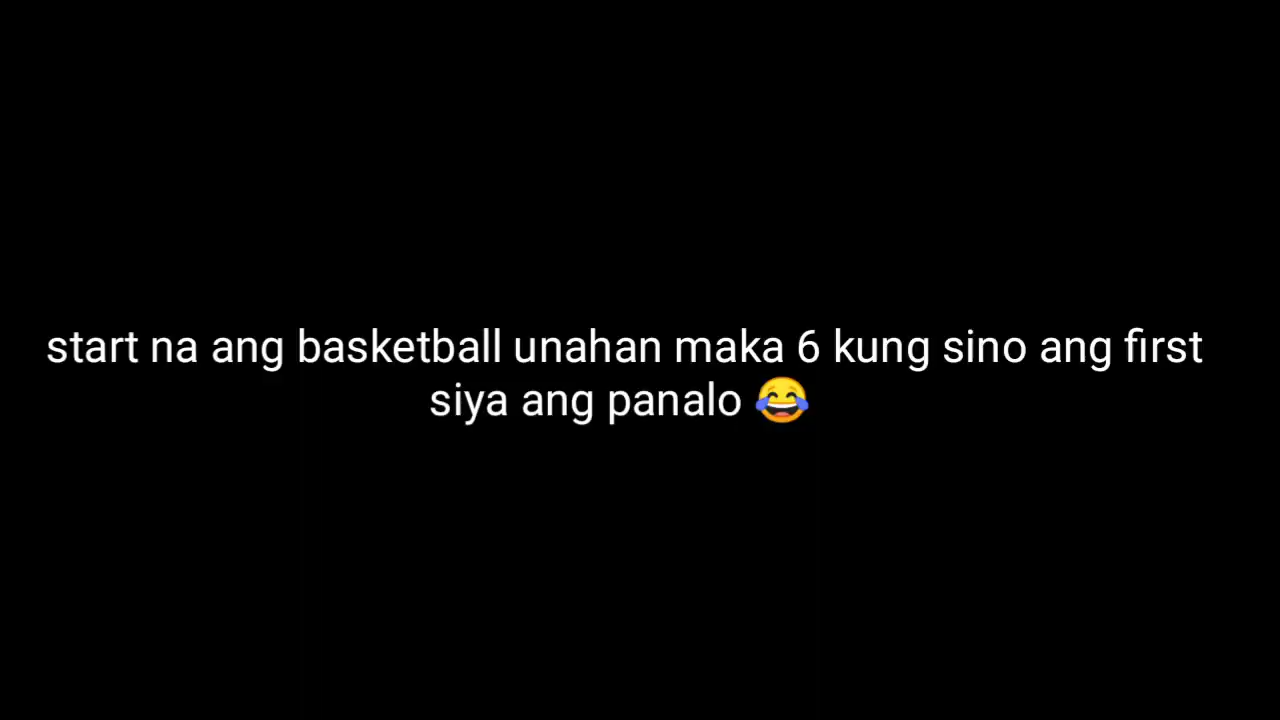 start na ang basketball unahan maka 6 kung sino ang first
siya ang panalo 😂